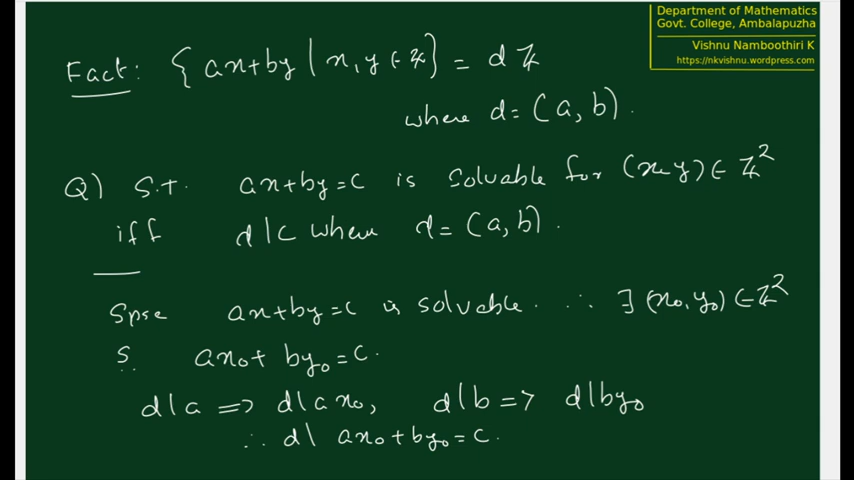 Department of Mathematics
Govt. College, Ambalapuzha
Vishnu Namboothiri K
https://nkvishnu.wordpress.com
Fact: {ax+by | x, y ∈ ℤ} = dℤ
where d = (a, b).
Q) S.T. ax+by=c is solvable for (x, y) ∈ ℤ²
iff d|c where d = (a, b).
Spse ax+by=c is solvable. ∴ ∃ (x₀, y₀) ∈ ℤ²
S ax₀+ by₀=c.
d|a => d|ax₀, d|b => d|by₀
∴ d| ax₀+by₀=c.